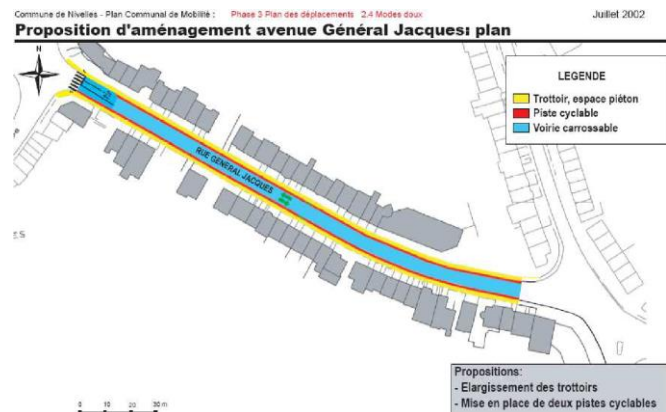 Commune de Nivelles - Plan Communal de Mobilité : Phase 3 Plan des déplacements 2.4 Modes doux
Juillet 2002
Proposition d'aménagement avenue Général Jacques: plan
N
LEGENDE
Trottoir, espace piéton
Piste cyclable
Voirie carrossable
RUE GENERAL JACQUES
Propositions:
- Elargissement des trottoirs
- Mise en place de deux pistes cyclables
0 10 20 30 m